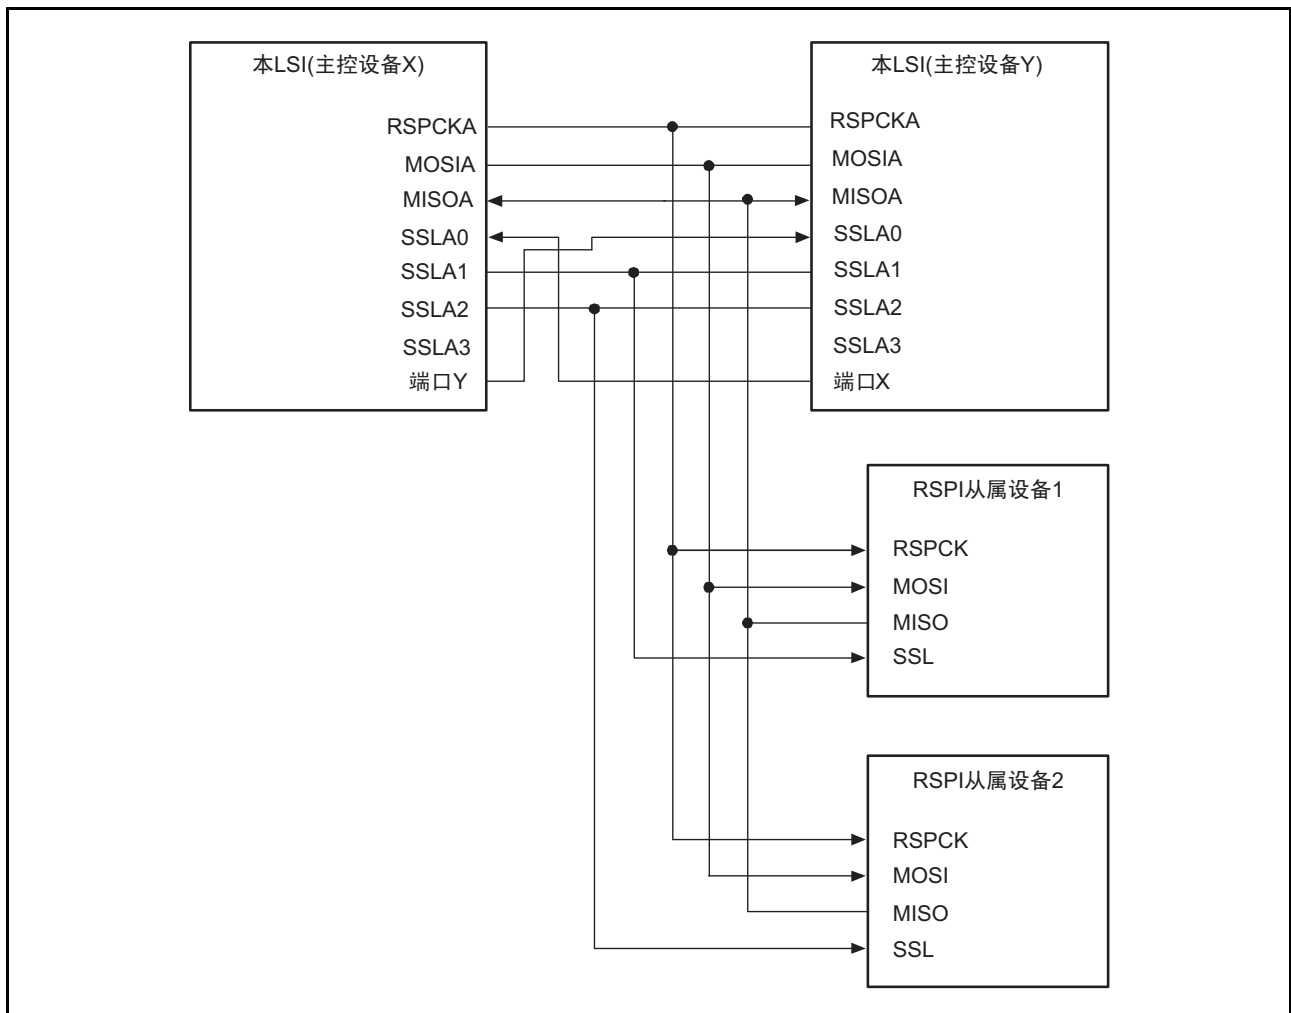 本LSI(主控设备X)
RSPCKA
MOSIA
MISOA
SSLA0
SSLA1
SSLA2
SSLA3
端口Y
本LSI(主控设备Y)
RSPCKA
MOSIA
MISOA
SSLA0
SSLA1
SSLA2
SSLA3
端口X
RSPI从属设备1
RSPCK
MOSI
MISO
SSL
RSPI从属设备2
RSPCK
MOSI
MISO
SSL